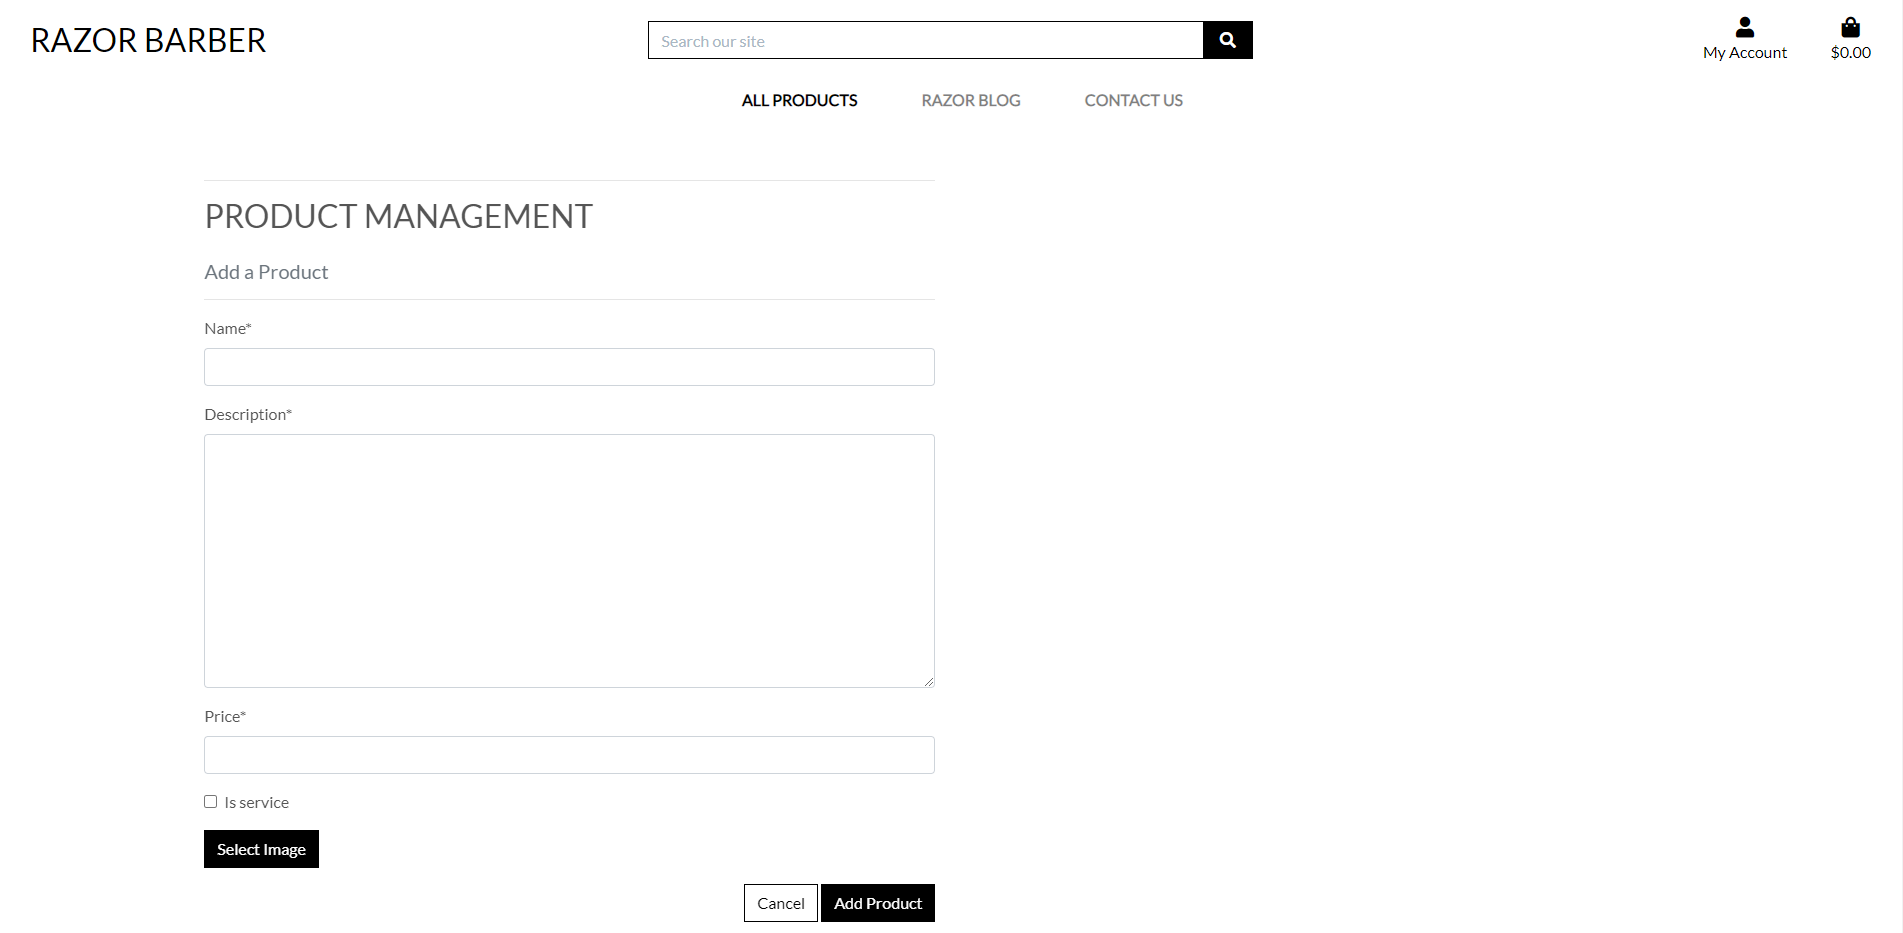 RAZOR BARBER
Search our site
My Account
$0.00
ALL PRODUCTS
RAZOR BLOG
CONTACT US
PRODUCT MANAGEMENT
Add a Product
Name*
Description*
Price*
Is service
Select Image
Cancel
Add Product